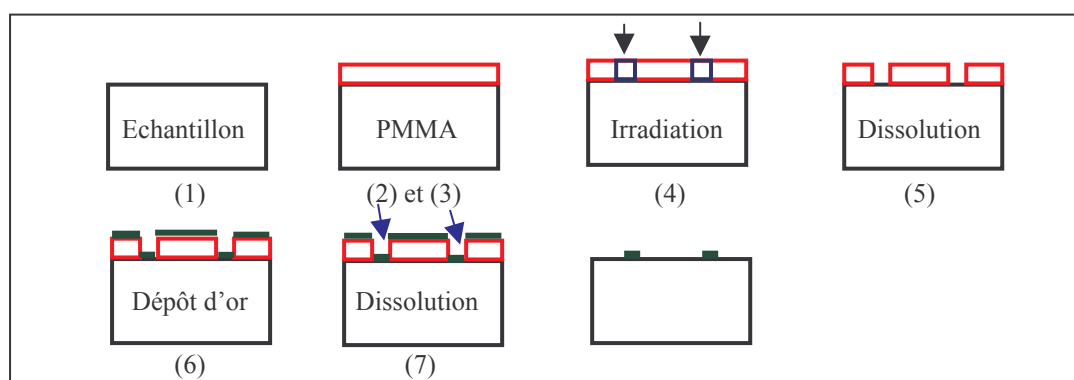 Echantillon
PMMA
Irradiation
Dissolution
(1)
(2) et (3)
(4)
(5)
Dépôt d'or
Dissolution
(6)
(7)